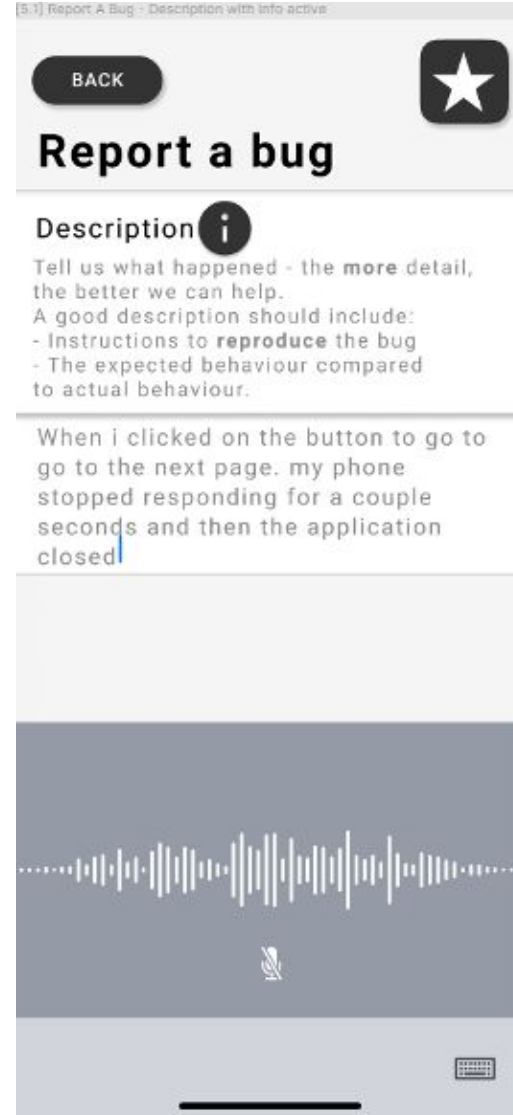 [5.1] Report A Bug - Description with info active
BACK
Report a bug
Description i
Tell us what happened - the more detail,
the better we can help.
A good description should include:
- Instructions to reproduce the bug
- The expected behaviour compared
to actual behaviour.
When i clicked on the button to go to
go to the next page. my phone
stopped responding for a couple
seconds and then the application
closed